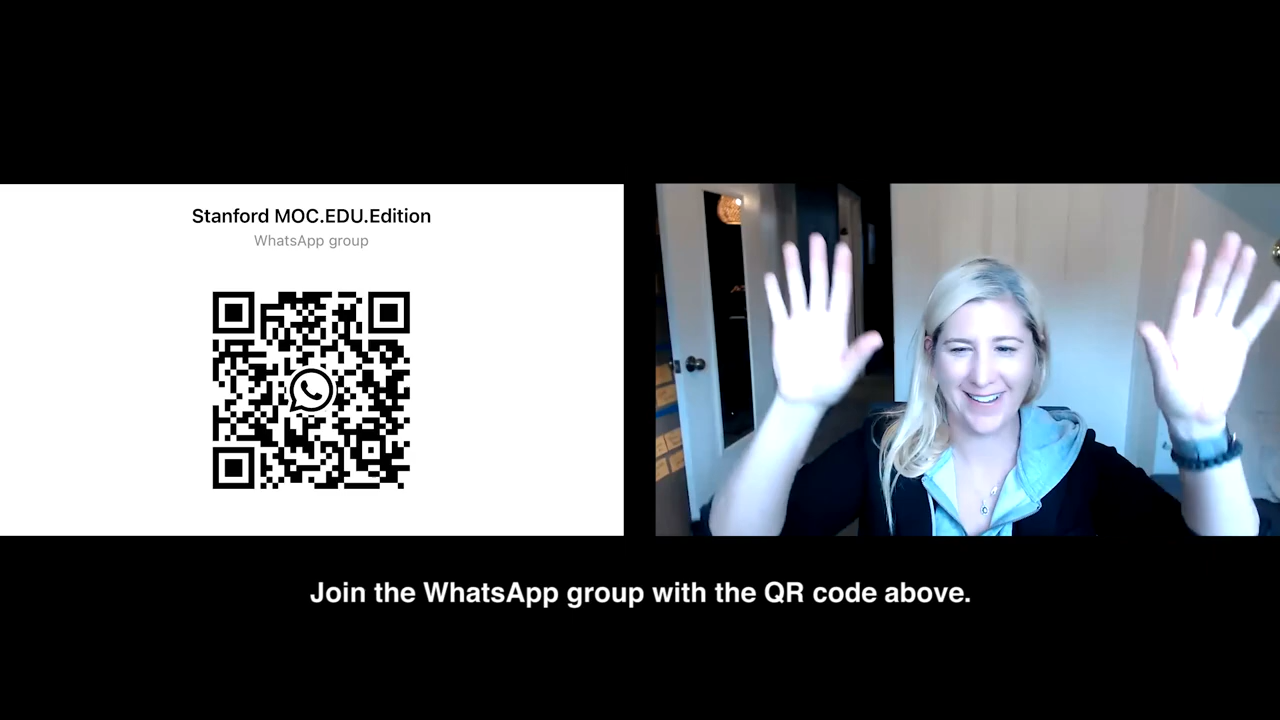 Stanford MOC.EDU.Edition
WhatsApp group
Join the WhatsApp group with the QR code above.